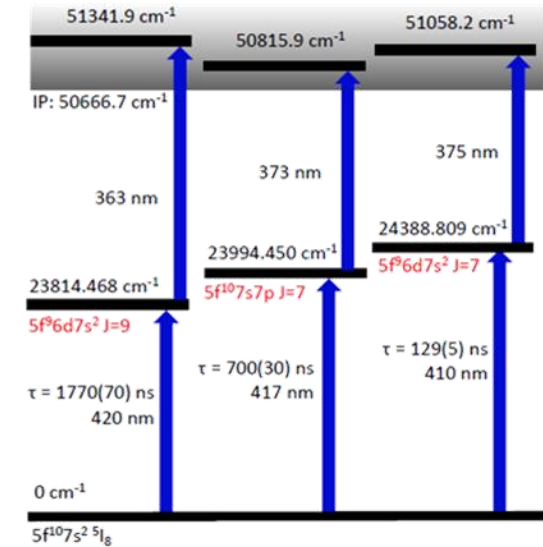 51341.9 cm⁻¹
50815.9 cm⁻¹
51058.2 cm⁻¹
IP: 50666.7 cm⁻¹
363 nm
373 nm
375 nm
23814.468 cm⁻¹
5f⁹6d7s² J=9
23994.450 cm⁻¹
5f¹⁰7s7p J=7
24388.809 cm⁻¹
5f⁹6d7s² J=7
τ = 1770(70) ns
420 nm
τ = 700(30) ns
417 nm
τ = 129(5) ns
410 nm
0 cm⁻¹
5f¹⁰7s² ⁵I₈